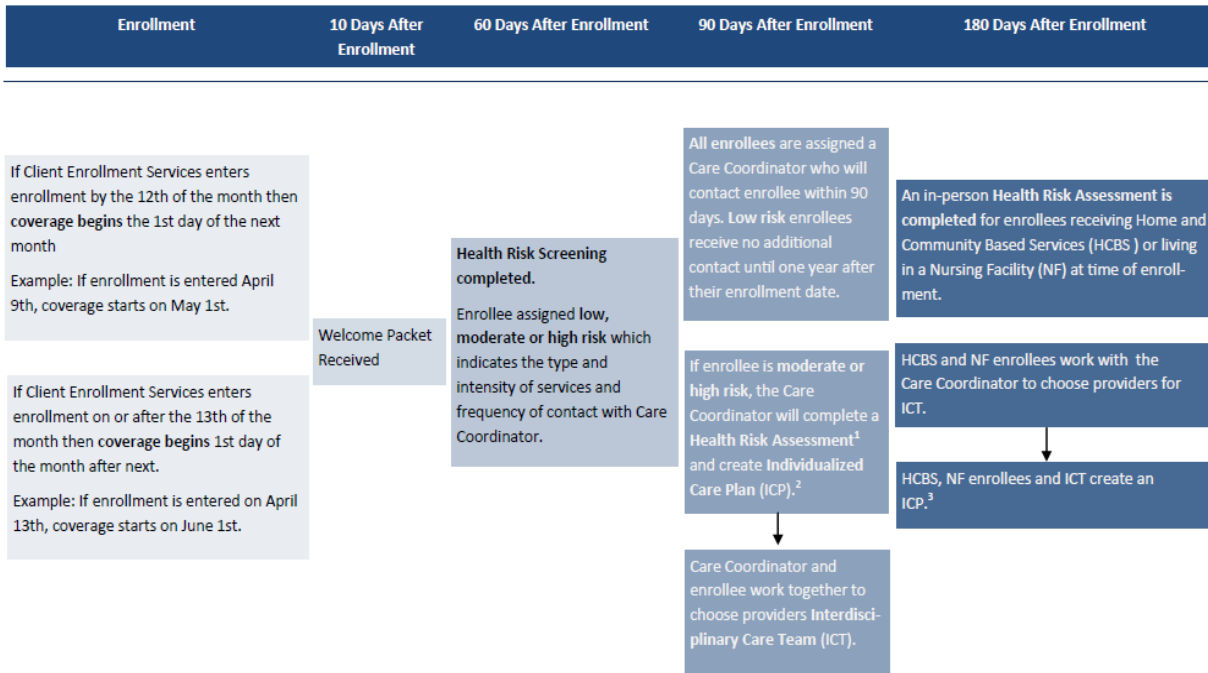 Enrollment
10 Days After
Enrollment
60 Days After Enrollment
90 Days After Enrollment
180 Days After Enrollment
If Client Enrollment Services enters
enrollment by the 12th of the month then
coverage begins the 1st day of the next
month
Example: If enrollment is entered April
9th, coverage starts on May 1st.
If Client Enrollment Services enters
enrollment on or after the 13th of the
month then coverage begins 1st day of
the month after next.
Example: If enrollment is entered on April
13th, coverage starts on June 1st.
Welcome Packet
Received
Health Risk Screening
completed.
Enrollee assigned low,
moderate or high risk which
indicates the type and
intensity of services and
frequency of contact with Care
Coordinator.
All enrollees are assigned a
Care Coordinator who will
contact enrollee within 90
days. Low risk enrollees
receive no additional
contact until one year after
their enrollment date.
If enrollee is moderate or
high risk, the Care
Coordinator will complete a
Health Risk Assessment¹
and create Individualized
Care Plan (ICP).²
Care Coordinator and
enrollee work together to
choose providers Interdisci-
plinary Care Team (ICT).
An in-person Health Risk Assessment is
completed for enrollees receiving Home and
Community Based Services (HCBS ) or living
in a Nursing Facility (NF) at time of enroll-
ment.
HCBS and NF enrollees work with the
Care Coordinator to choose providers for
ICT.
HCBS, NF enrollees and ICT create an
ICP.³